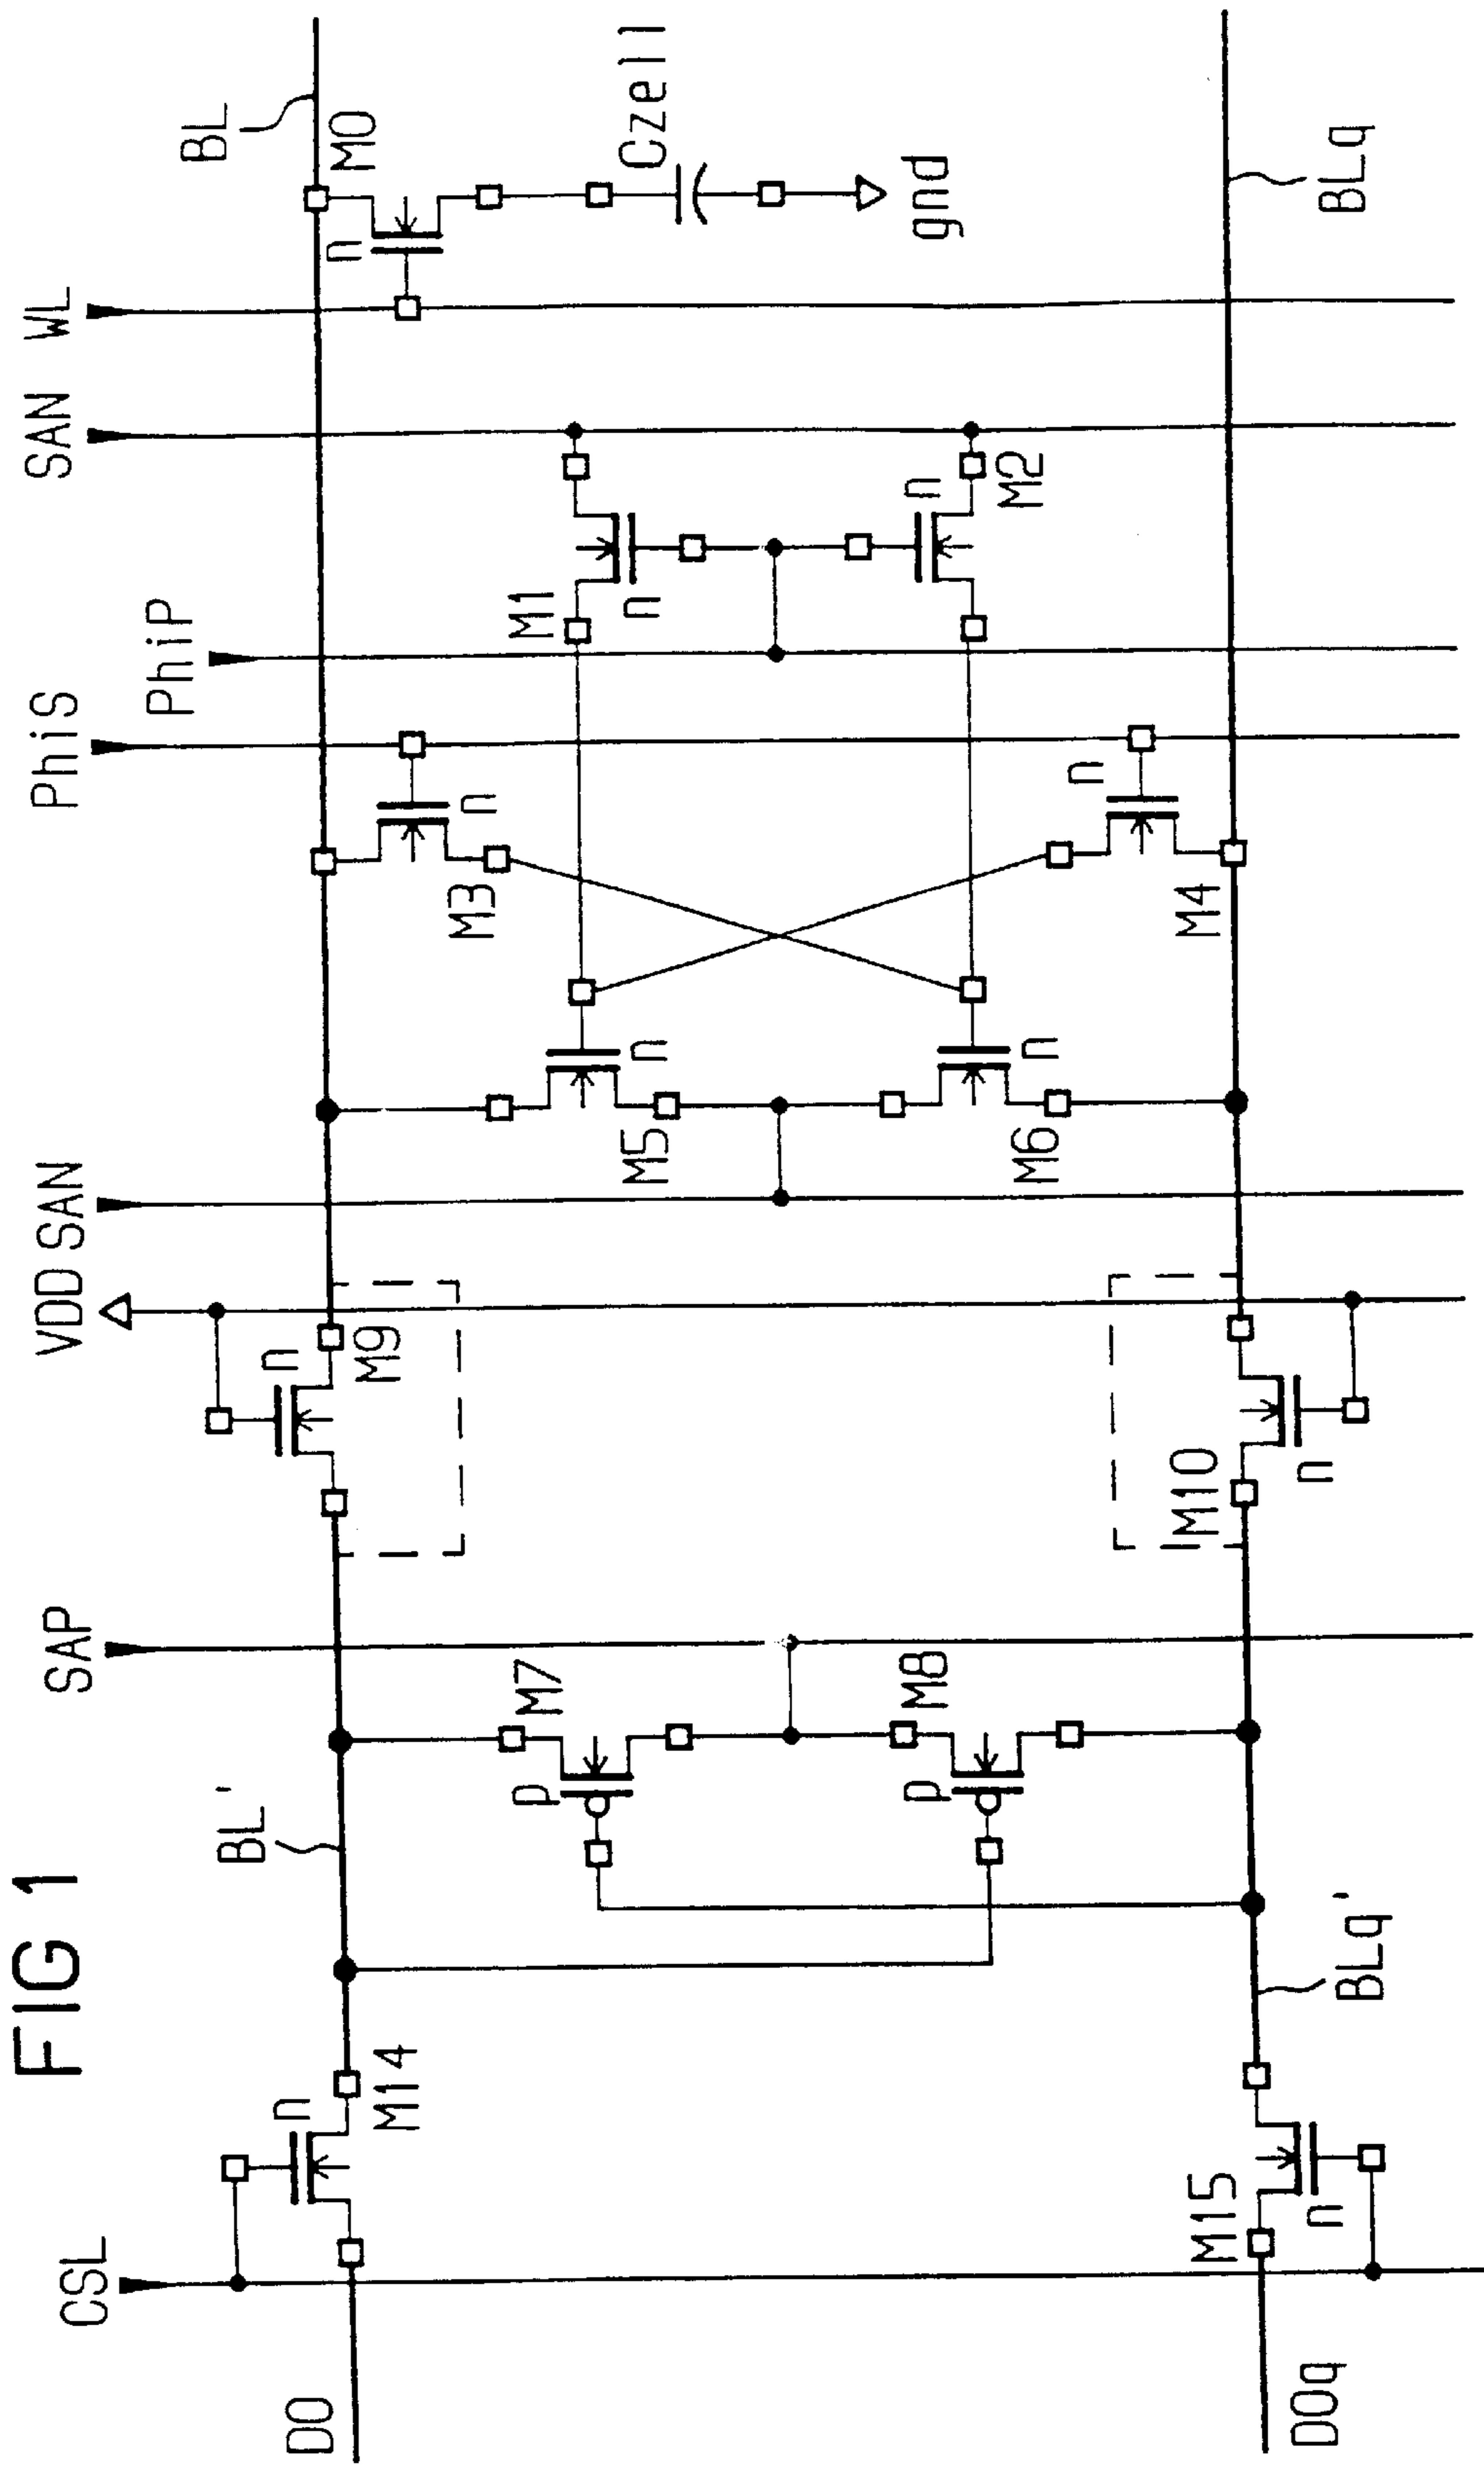 FIG 1
CSL
SAP
VDD
SAN
PhiS
PhiP
SAN
WL
BL'
BL
n
n
D0
M14
M9
M0
n
n
M3
M7
p
M1
n
M5
n
Czell
M8
p
n
M2
M6
n
gnd
n
M15
M10
M4
n
n
D0q
BLq'
BLq